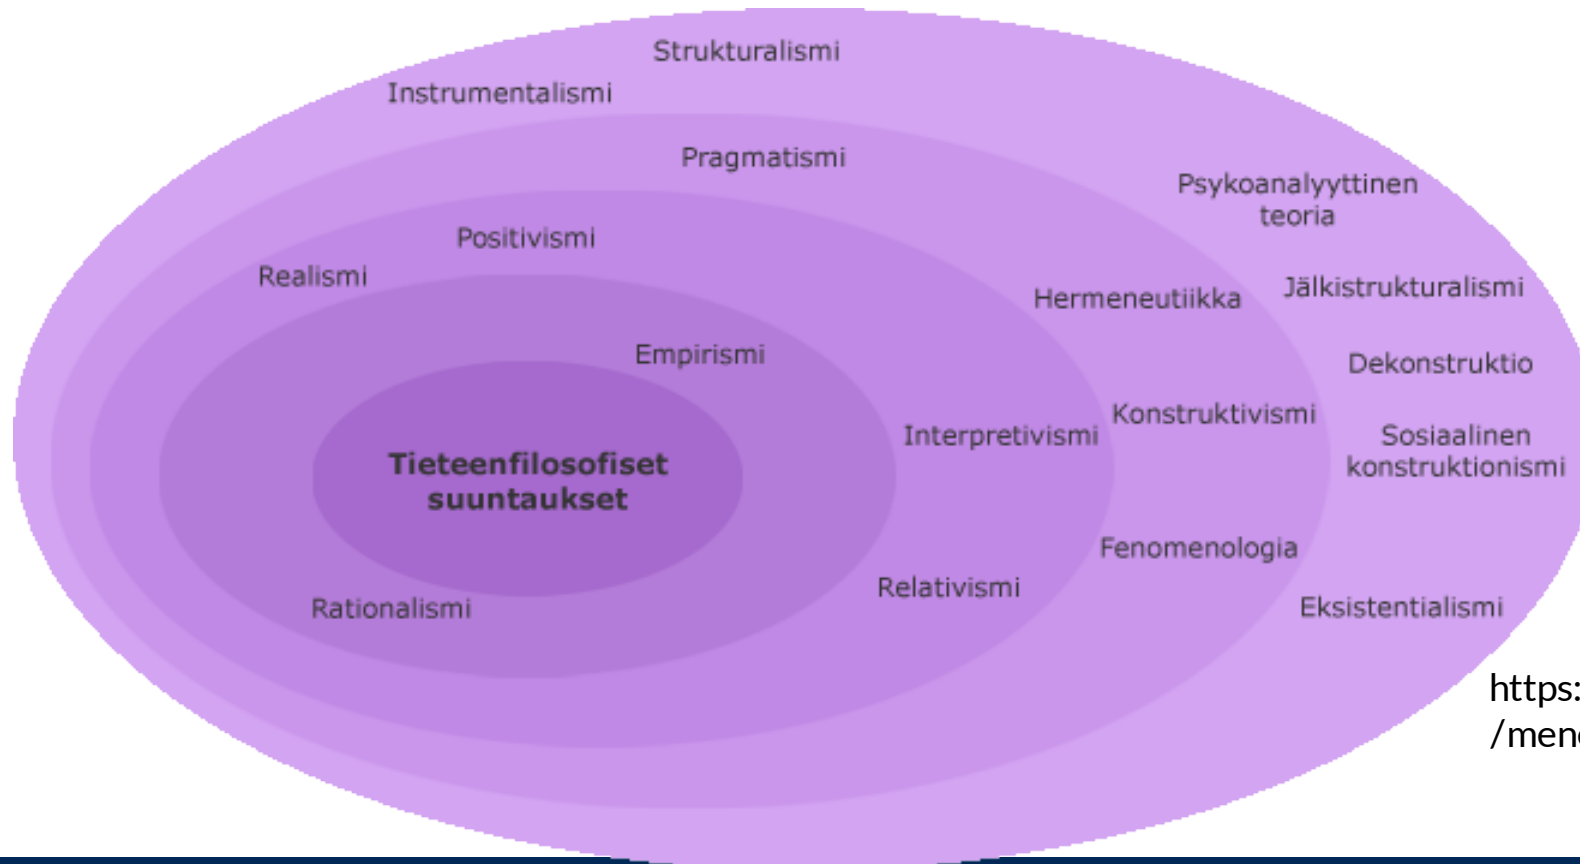 Strukturalismi
Instrumentalismi
Pragmatismi
Psykoanalyyttinen
teoria
Positivismi
Realismi
Hermeneutiikka
Jälkistrukturalismi
Empirismi
Dekonstruktio
Konstruktivismi
Interpretivismi
Sosiaalinen
konstruktionismi
Tieteenfilosofiset
suuntaukset
Fenomenologia
Relativismi
Rationalismi
Eksistentialismi
https: